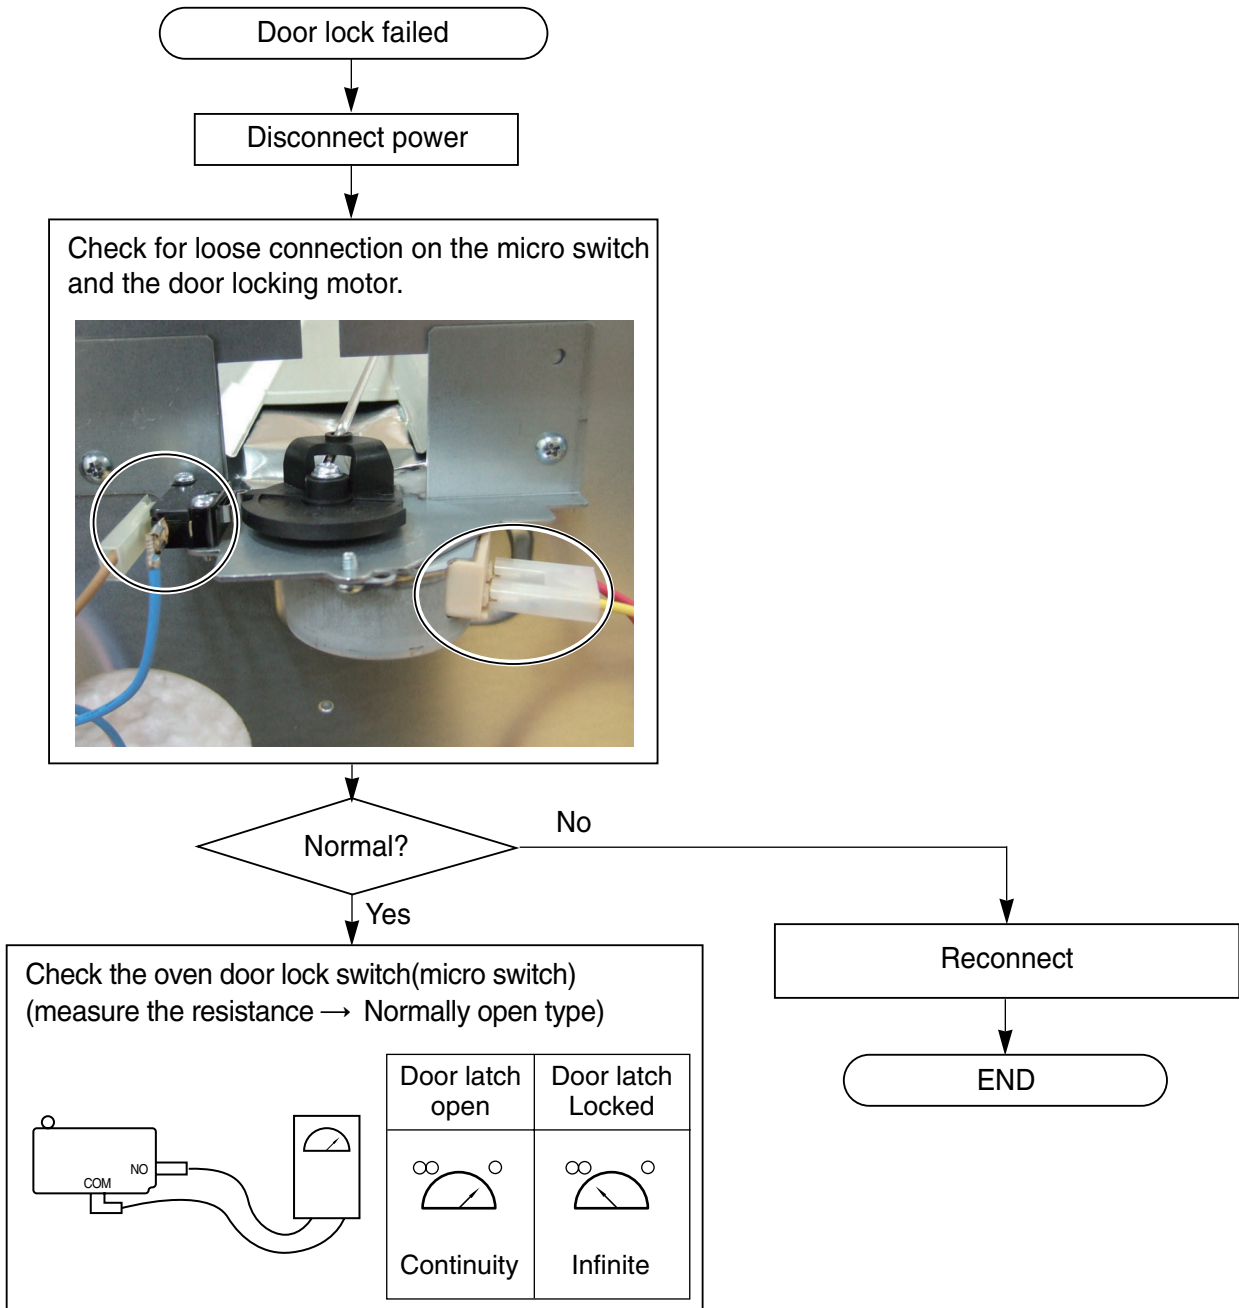 Door lock failed
Disconnect power
Check for loose connection on the micro switch
and the door locking motor.
Normal?
No
Yes
Reconnect
END
Check the oven door lock switch(micro switch)
(measure the resistance → Normally open type)
NO
COM
Door latch
open
Door latch
Locked
Continuity
Infinite